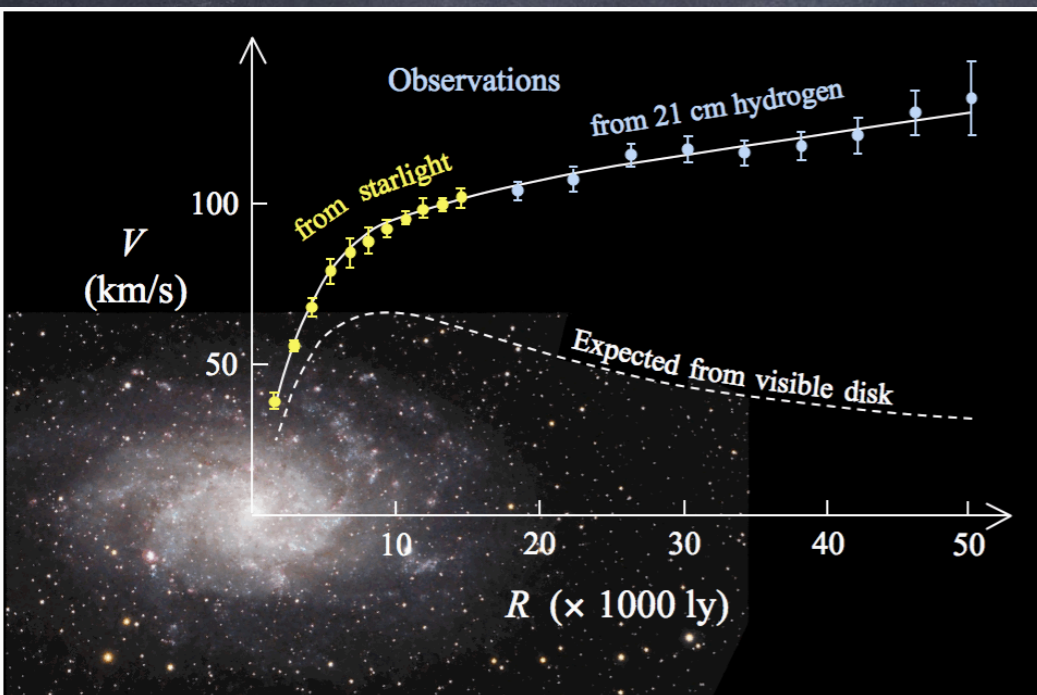 Observations
from 21 cm hydrogen
from starlight
100
V
(km/s)
50
Expected from visible disk
10
20
30
40
50
R (× 1000 ly)